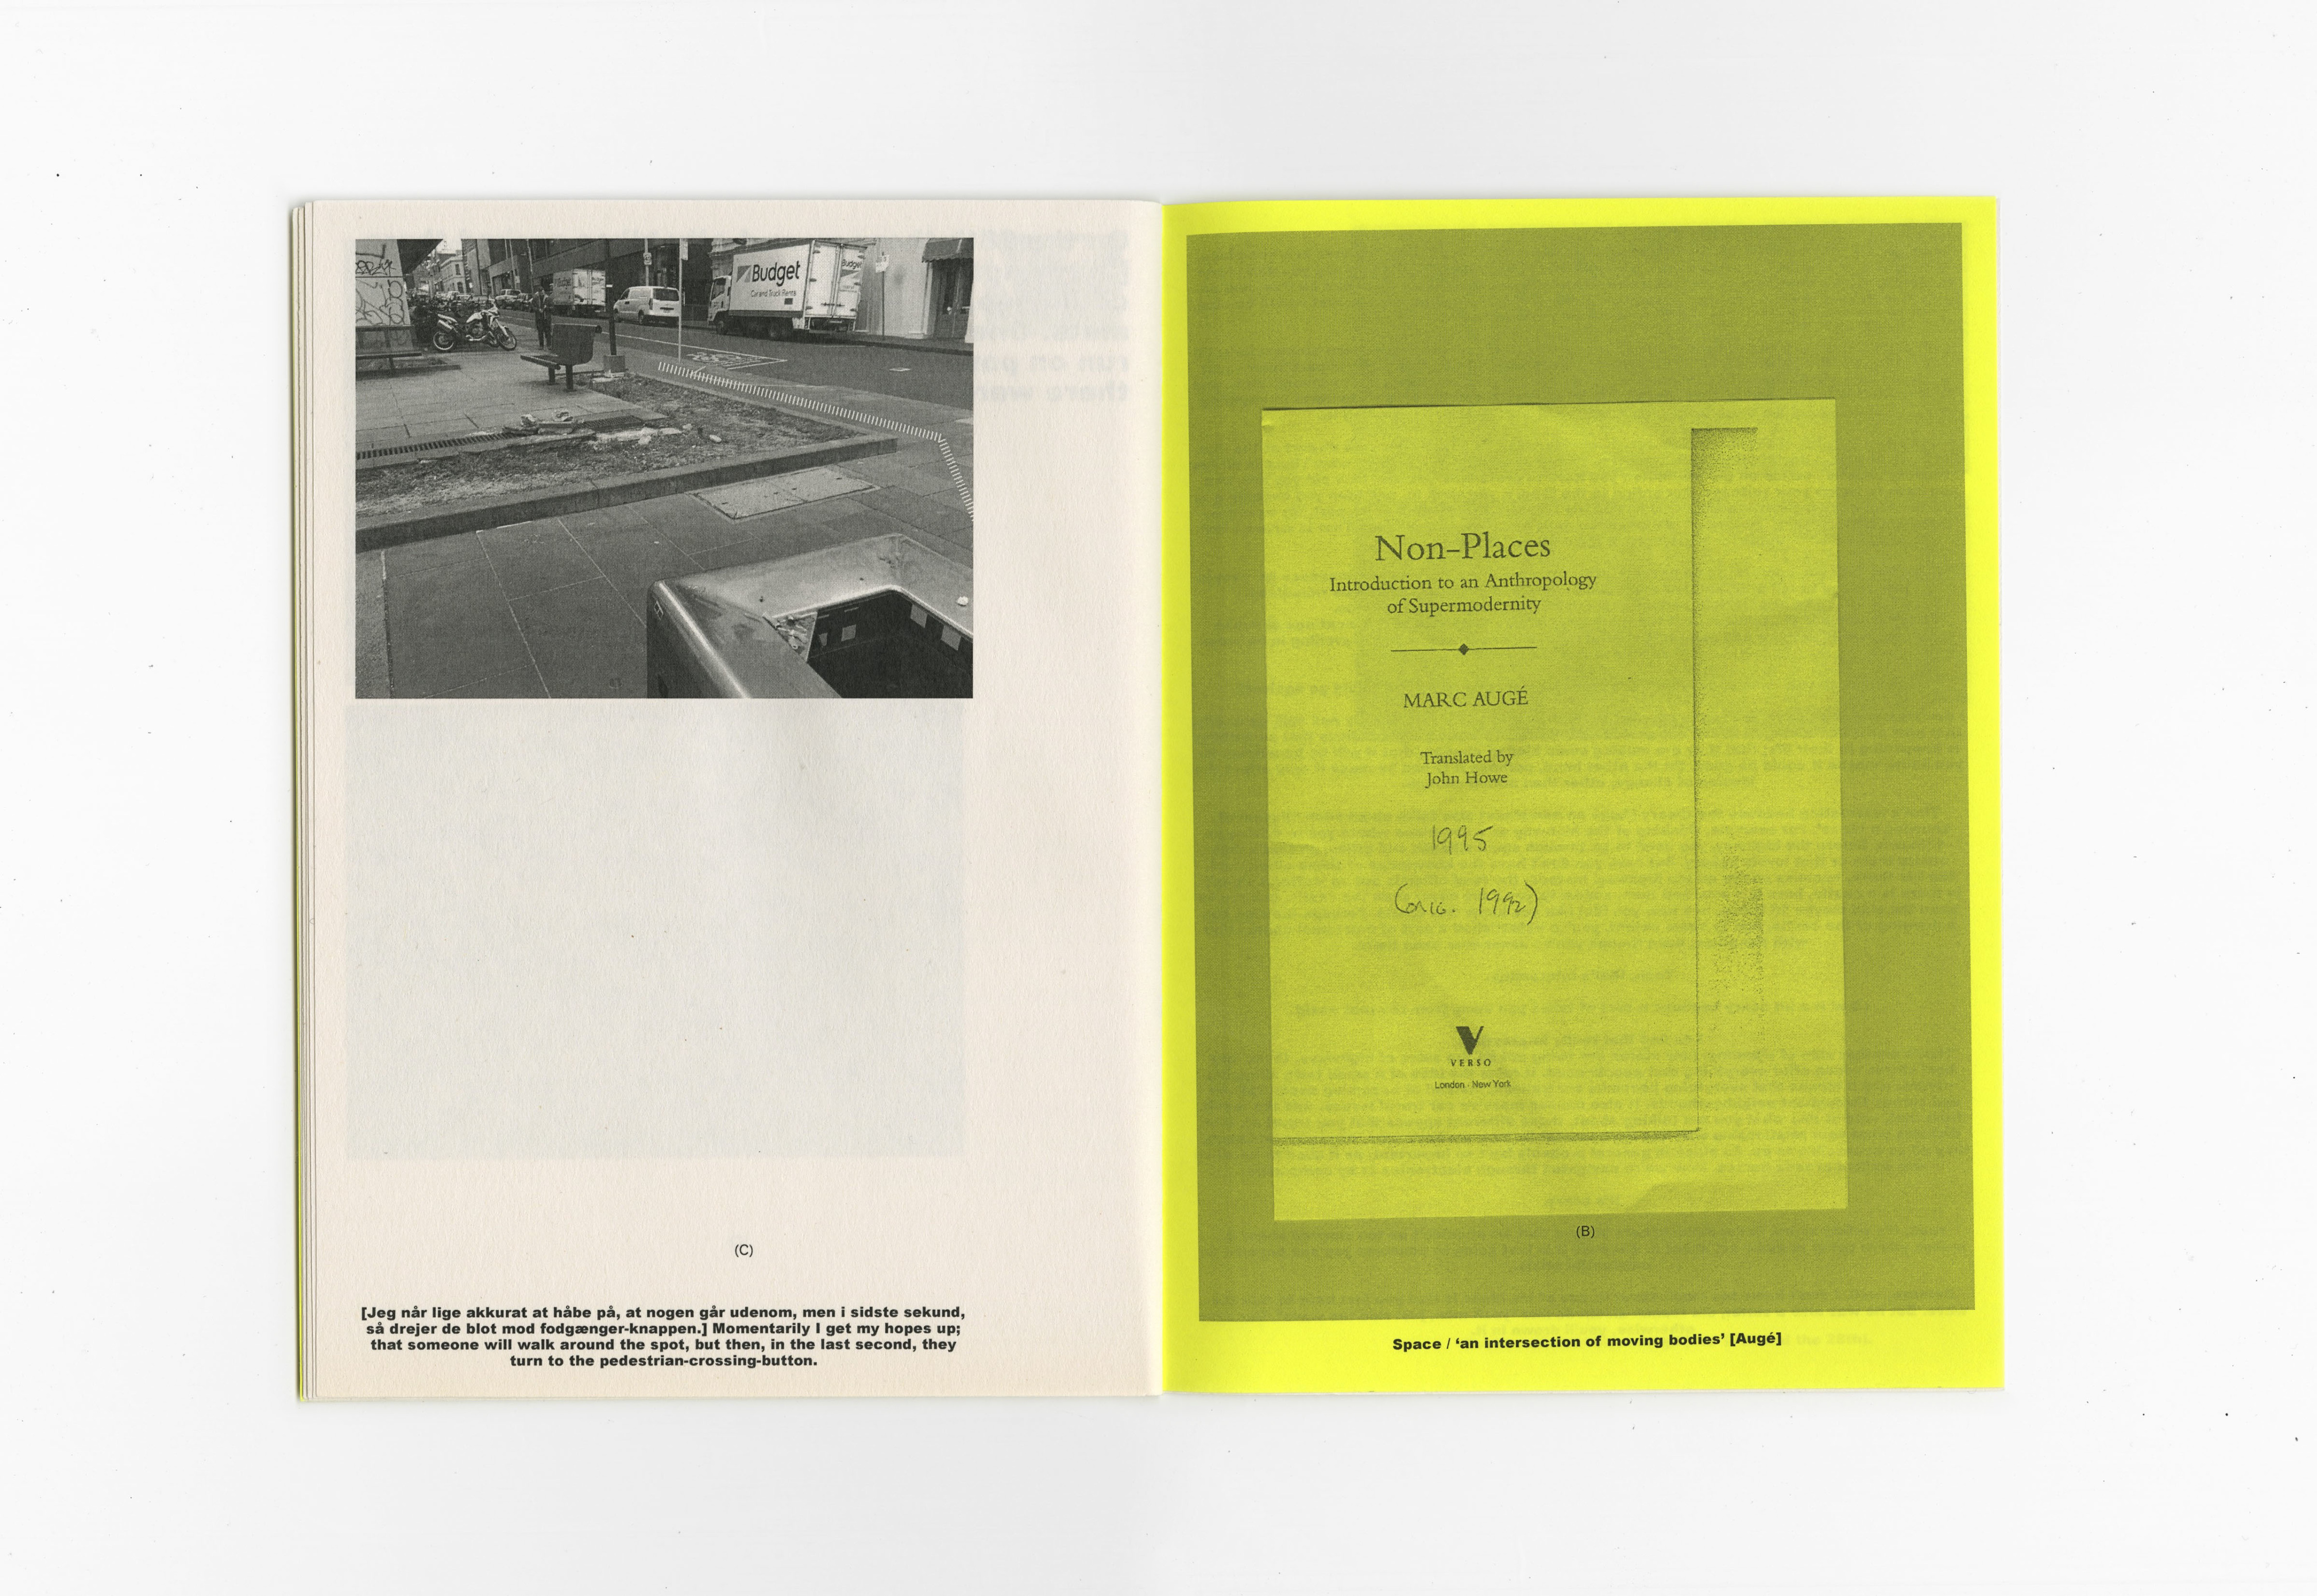 Budget
Car and Truck Rental
Budget
Budget
(C)
[Jeg når lige akkurat at håbe på, at nogen går udenom, men i sidste sekund,
så drejer de blot mod fodgænger-knappen.] Momentarily I get my hopes up;
that someone will walk around the spot, but then, in the last second, they
turn to the pedestrian-crossing-button.
Non–Places
Introduction to an Anthropology
of Supermodernity
MARC AUGÉ
Translated by
John Howe
1995
(orig. 1992)
V
VERSO
London · New York
(B)
Space / ‘an intersection of moving bodies’ [Augé]